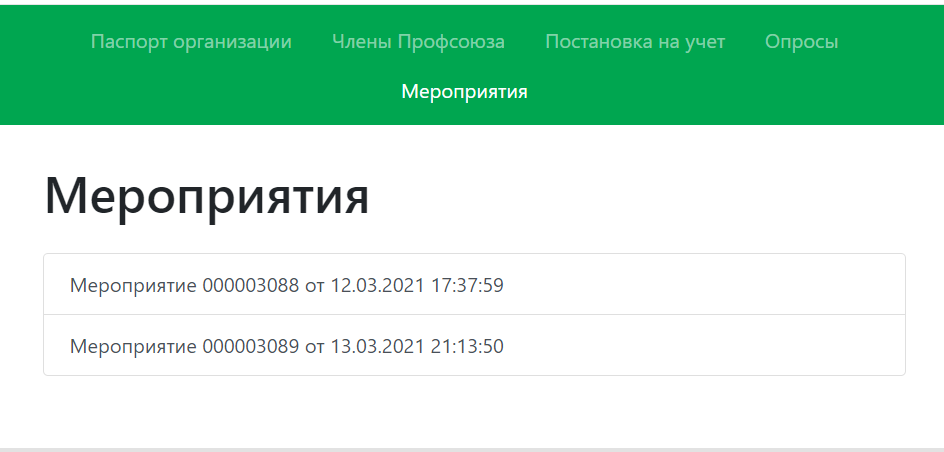 Паспорт организации Члены Профсоюза Постановка на учет Опросы
Мероприятия
Мероприятия
Мероприятие 000003088 от 12.03.2021 17:37:59
Мероприятие 000003089 от 13.03.2021 21:13:50